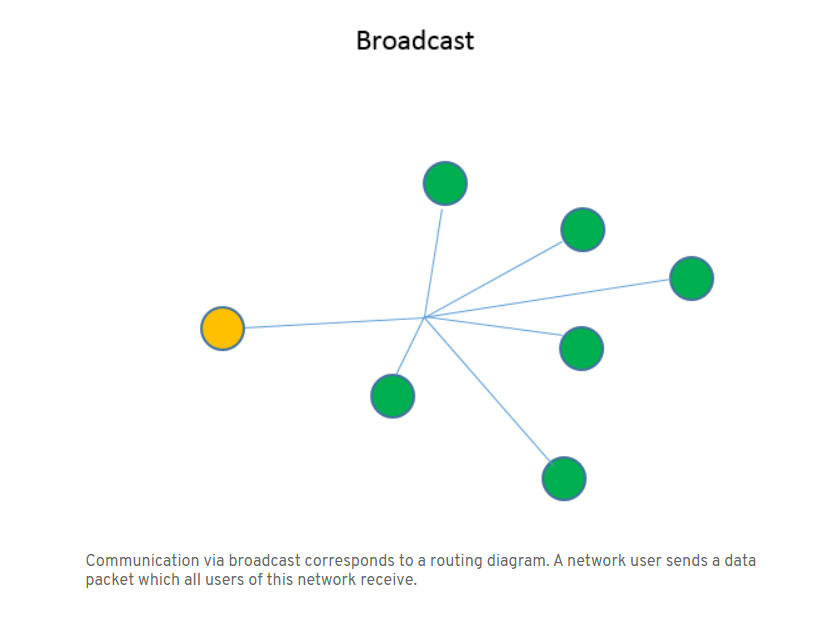 Broadcast
Communication via broadcast corresponds to a routing diagram. A network user sends a data
packet which all users of this network receive.